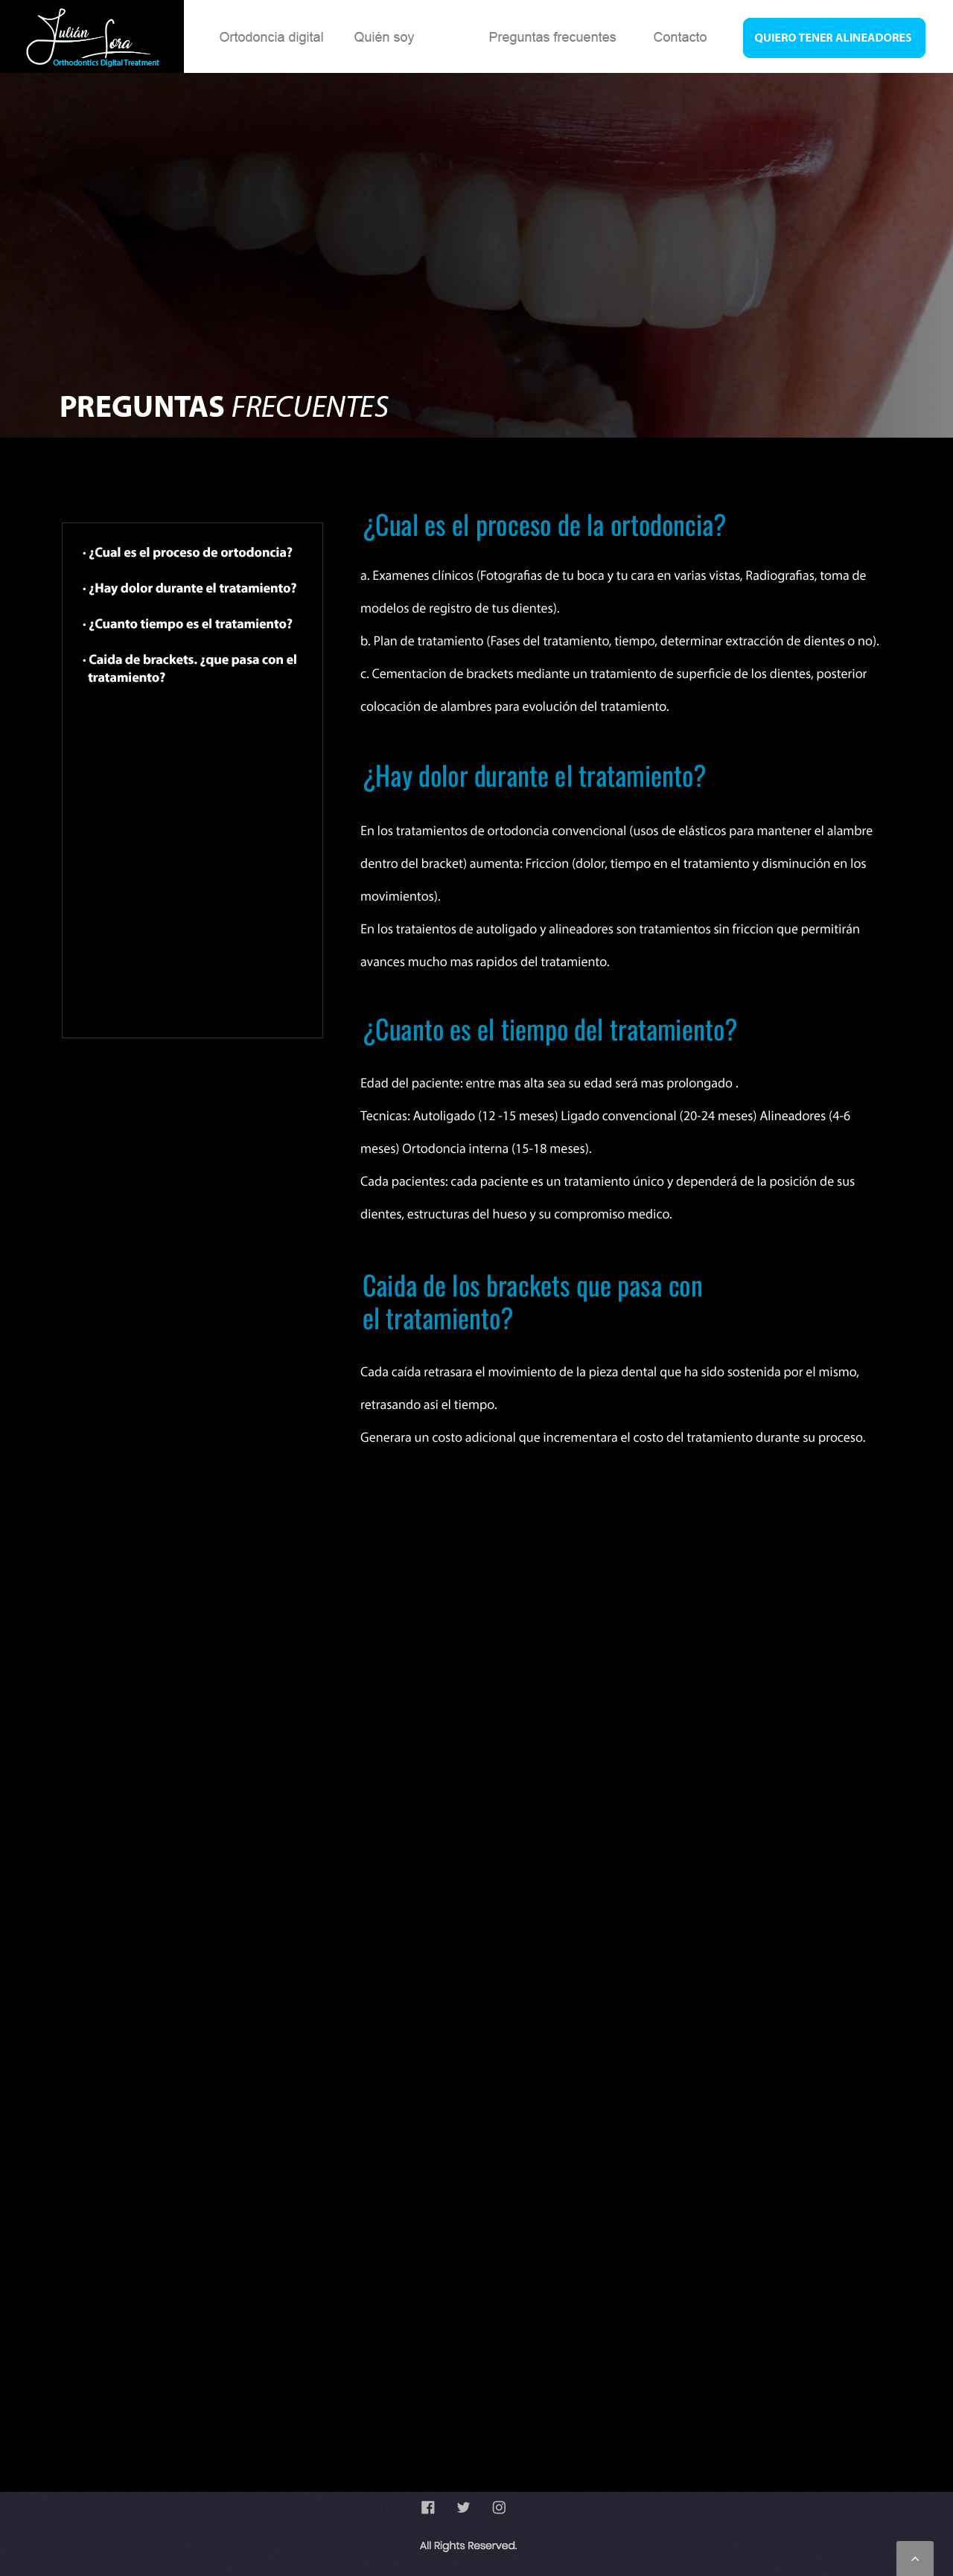 Julián Lora
Orthodontics Digital Treatment
Ortodoncia digital
Quién soy
Preguntas frecuentes
Contacto
QUIERO TENER ALINEADORES
PREGUNTAS FRECUENTES
· ¿Cual es el proceso de ortodoncia?
· ¿Hay dolor durante el tratamiento?
· ¿Cuanto tiempo es el tratamiento?
· Caida de brackets. ¿que pasa con el
tratamiento?
¿Cual es el proceso de la ortodoncia?
a. Examenes clínicos (Fotografias de tu boca y tu cara en varias vistas, Radiografias, toma de
modelos de registro de tus dientes).
b. Plan de tratamiento (Fases del tratamiento, tiempo, determinar extracción de dientes o no).
c. Cementacion de brackets mediante un tratamiento de superficie de los dientes, posterior
colocación de alambres para evolución del tratamiento.
¿Hay dolor durante el tratamiento?
En los tratamientos de ortodoncia convencional (usos de elásticos para mantener el alambre
dentro del bracket) aumenta: Friccion (dolor, tiempo en el tratamiento y disminución en los
movimientos).
En los trataientos de autoligado y alineadores son tratamientos sin friccion que permitirán
avances mucho mas rapidos del tratamiento.
¿Cuanto es el tiempo del tratamiento?
Edad del paciente: entre mas alta sea su edad será mas prolongado .
Tecnicas: Autoligado (12 -15 meses) Ligado convencional (20-24 meses) Alineadores (4-6
meses) Ortodoncia interna (15-18 meses).
Cada pacientes: cada paciente es un tratamiento único y dependerá de la posición de sus
dientes, estructuras del hueso y su compromiso medico.
Caida de los brackets que pasa con
el tratamiento?
Cada caída retrasara el movimiento de la pieza dental que ha sido sostenida por el mismo,
retrasando asi el tiempo.
Generara un costo adicional que incrementara el costo del tratamiento durante su proceso.
All Rights Reserved.